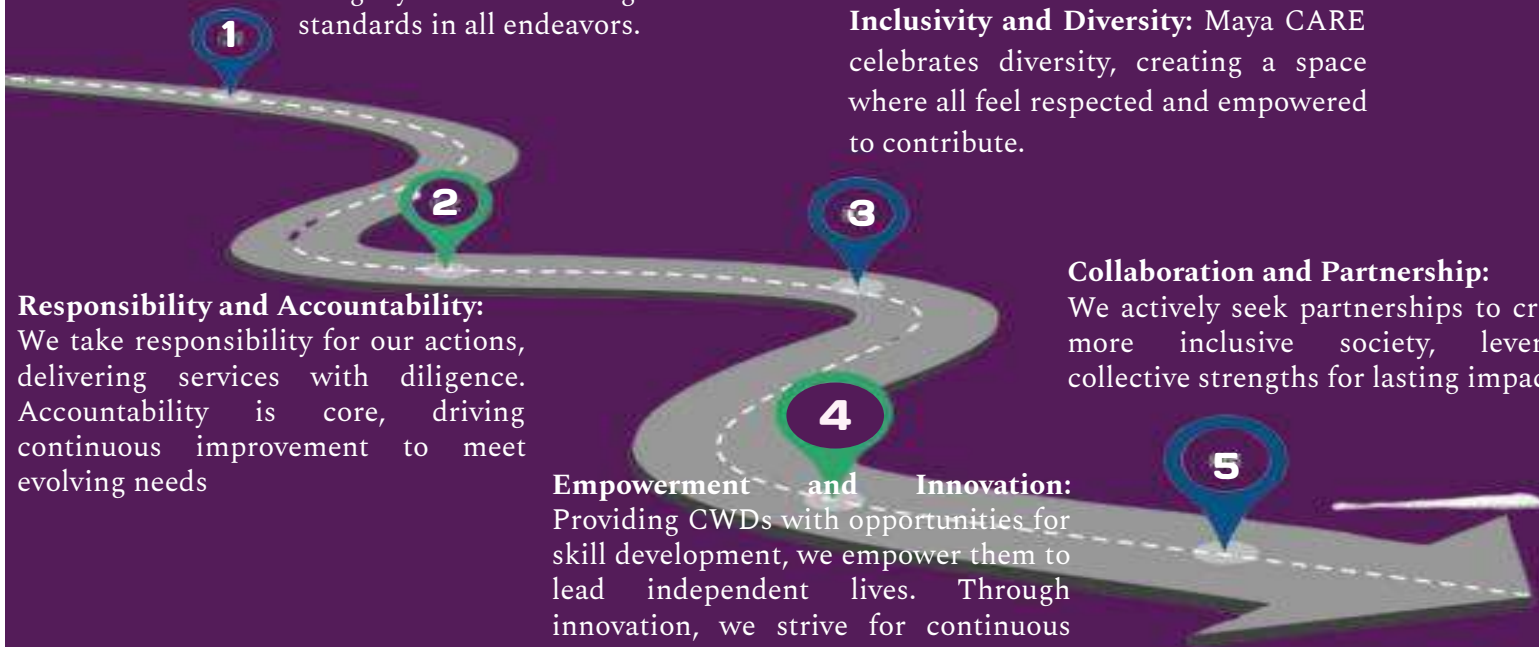 1
standards in all endeavors.
Inclusivity and Diversity: Maya CARE
celebrates diversity, creating a space
where all feel respected and empowered
to contribute.
2
3
Responsibility and Accountability:
We take responsibility for our actions,
delivering services with diligence.
Accountability is core, driving
continuous improvement to meet
evolving needs
Collaboration and Partnership:
We actively seek partnerships to
more inclusive society,
collective strengths for lasting
4
Empowerment and Innovation:
Providing CWDs with opportunities for
skill development, we empower them to
lead independent lives. Through
innovation, we strive for continuous
5